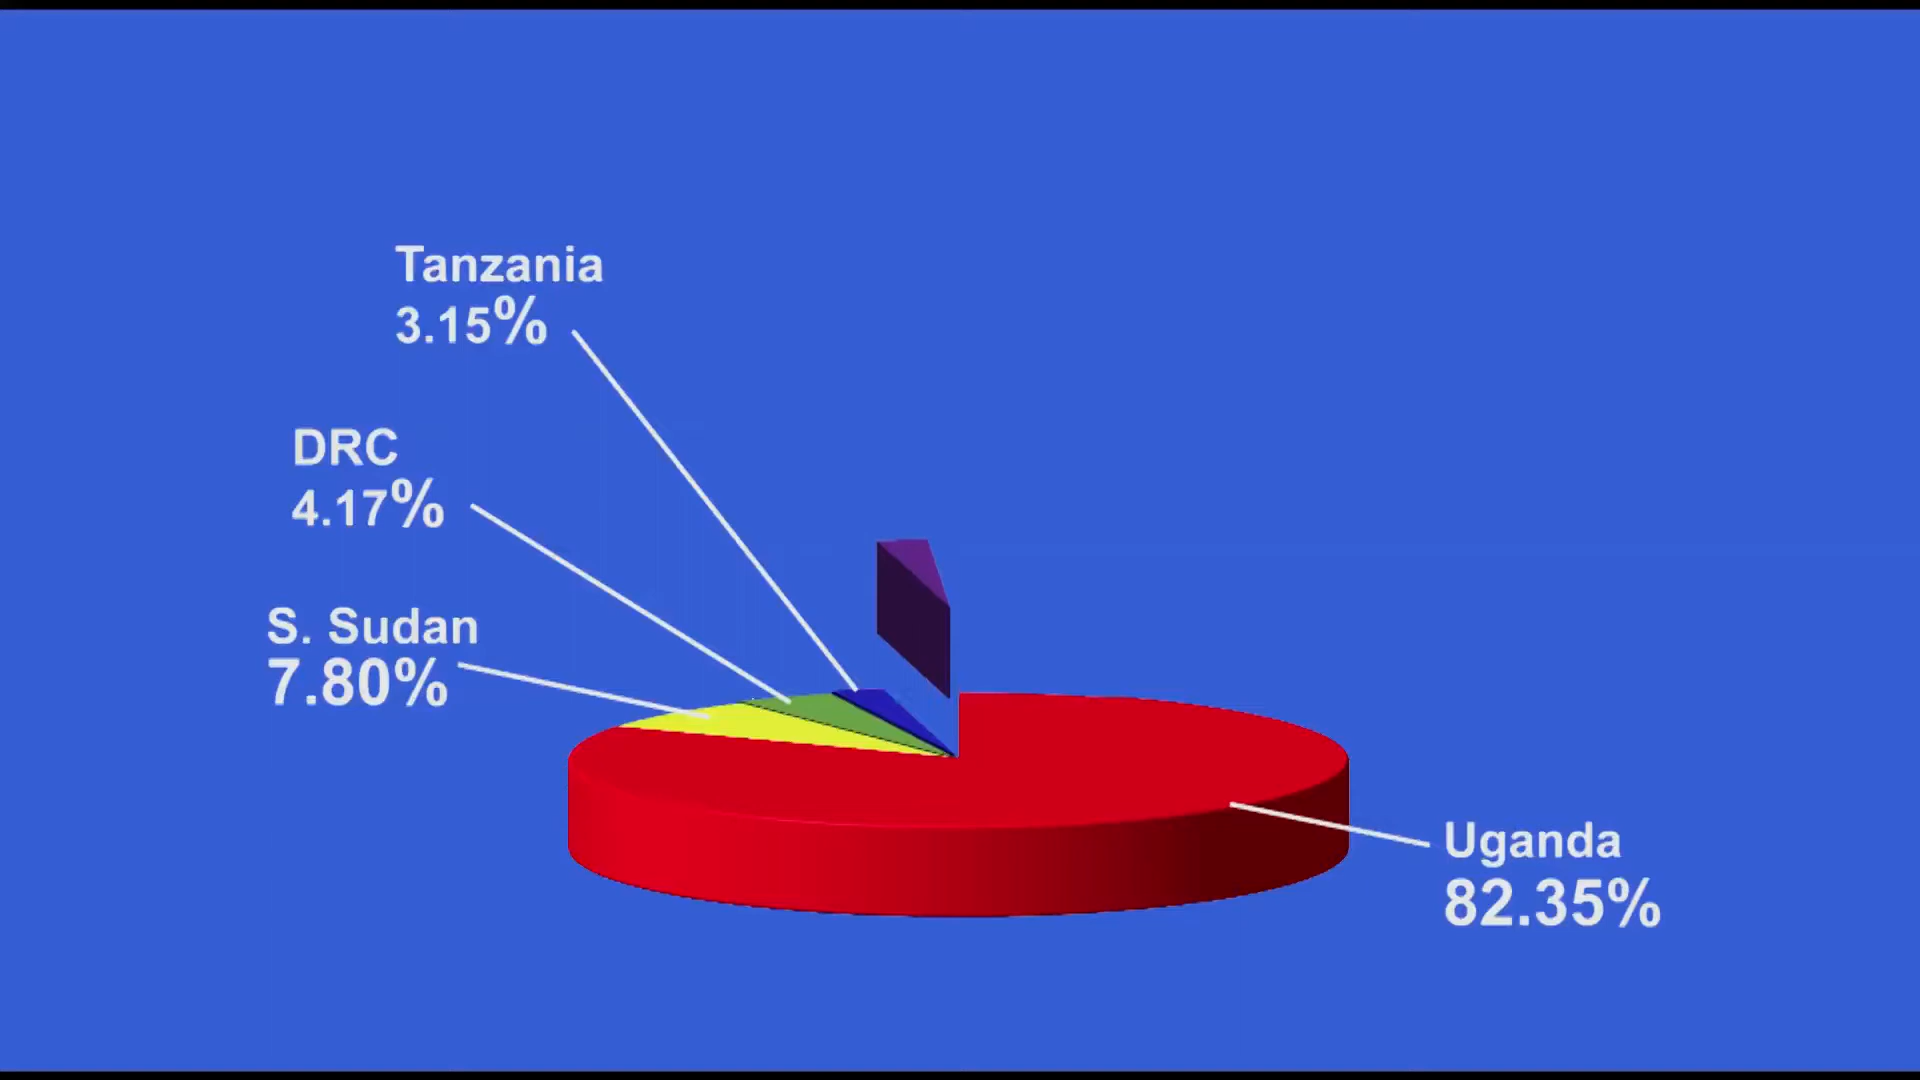 Tanzania
3.15%
DRC
4.17%
S. Sudan
7.80%
Uganda
82.35%